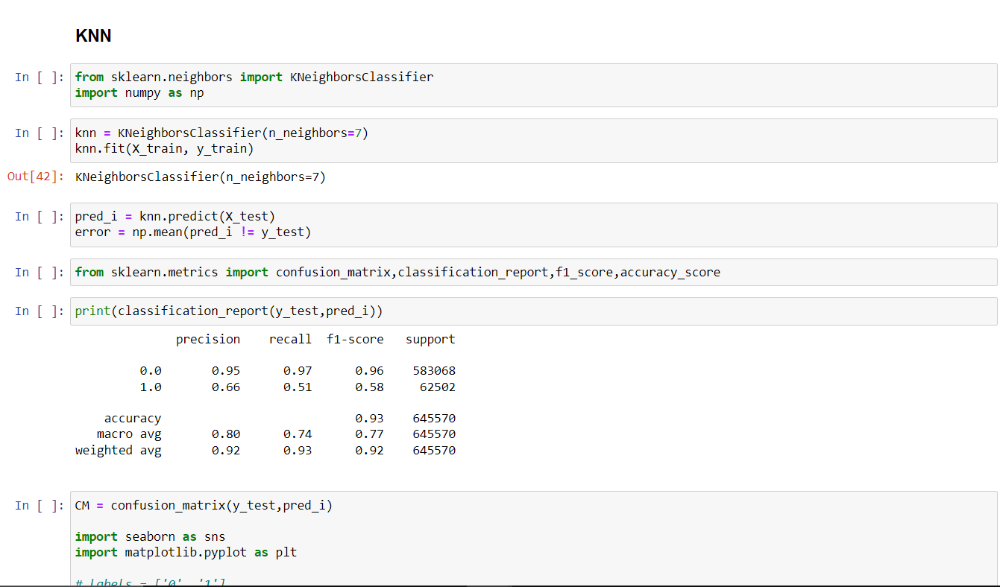 KNN
In [ ]: from sklearn.neighbors import KNeighborsClassifier
import numpy as np
In [ ]: knn = KNeighborsClassifier(n_neighbors=7)
knn.fit(X_train, y_train)
Out[42]: KNeighborsClassifier(n_neighbors=7)
In [ ]: pred_i = knn.predict(X_test)
error = np.mean(pred_i != y_test)
In [ ]: from sklearn.metrics import confusion_matrix,classification_report,f1_score,accuracy_score
In [ ]: print(classification_report(y_test,pred_i))
precision recall f1-score support
0.0 0.95 0.97 0.96 583068
1.0 0.66 0.51 0.58 62502
accuracy 0.93 645570
macro avg 0.80 0.74 0.77 645570
weighted avg 0.92 0.93 0.92 645570
In [ ]: CM = confusion_matrix(y_test,pred_i)
import seaborn as sns
import matplotlib.pyplot as plt
# labels = ['0', '1']